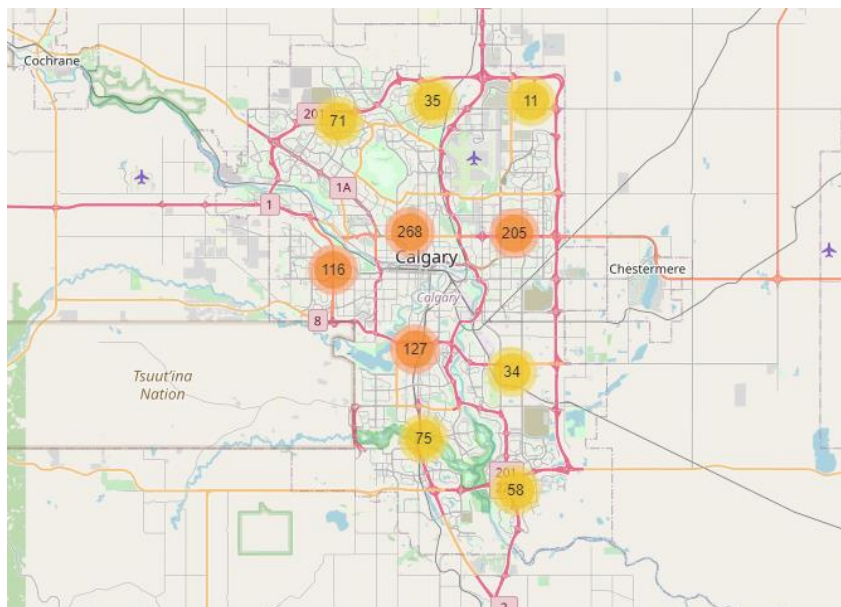 Cochrane
35
11
201
71
1A
1
268
205
Calgary
116
Chestermere
Calgary
8
127
34
Tsuut'ina
Nation
75
201
58
2